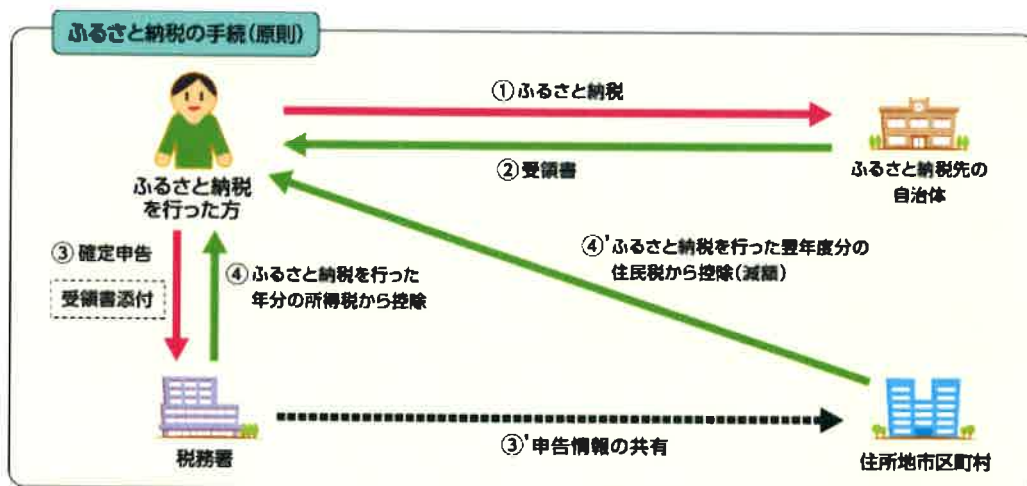 ふるさと納税の手続(原則)
①ふるさと納税
②受領書
ふるさと納税先の
自治体
ふるさと納税
を行った方
③確定申告
受領書添付
④ふるさと納税を行った
年分の所得税から控除
④'ふるさと納税を行った翌年度分の
住民税から控除(減額)
税務署
③'申告情報の共有
住所地市区町村